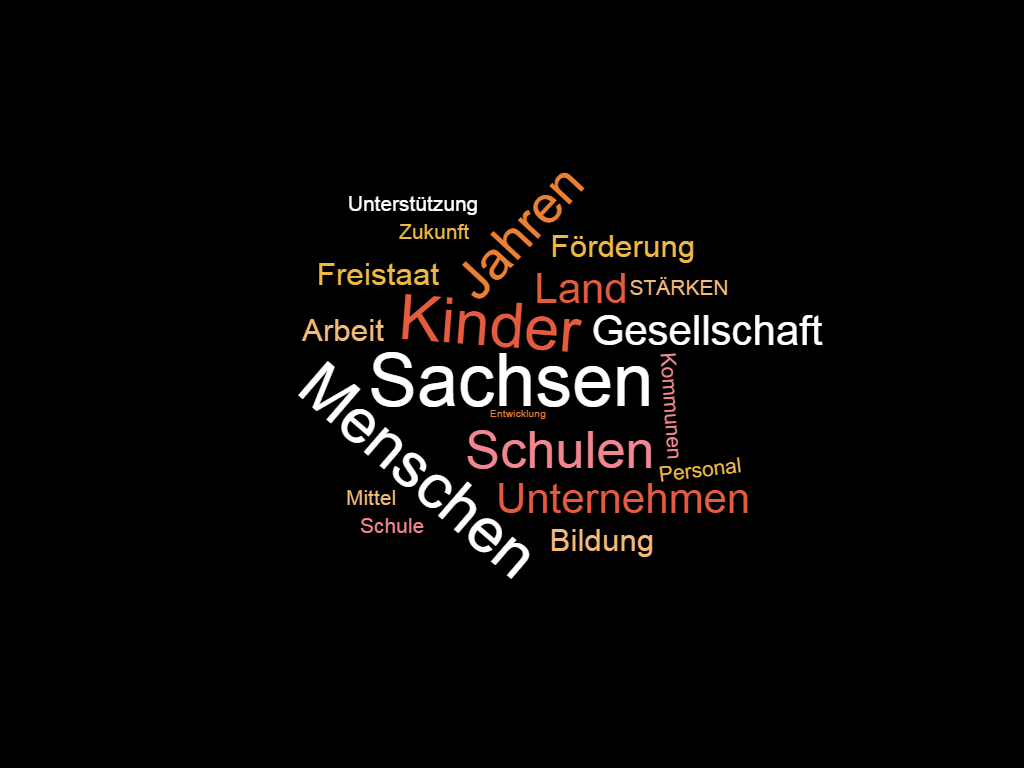 Unterstützung
Zukunft
Jahren
Förderung
Freistaat
Land
STÄRKEN
Arbeit
Kinder
Gesellschaft
Sachsen
Kommunen
Menschen
Entwicklung
Schulen
Personal
Mittel
Unternehmen
Schule
Bildung